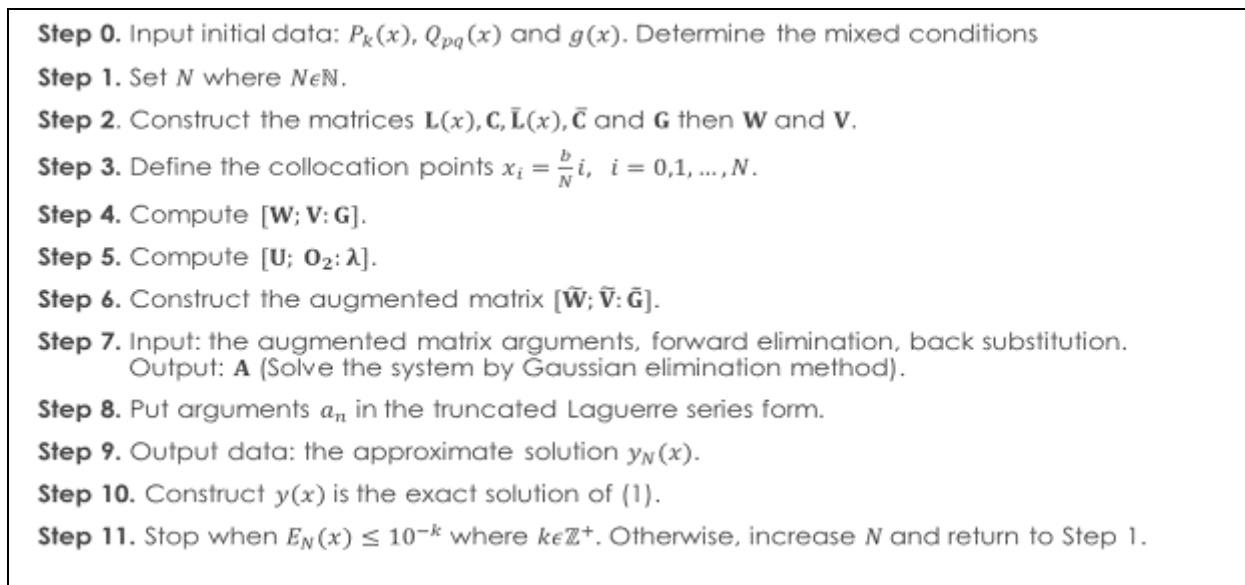 Step 0. Input initial data: Pₖ(x), Qₚq(x) and g(x). Determine the mixed conditions
Step 1. Set N where Nϵℕ.
Step 2. Construct the matrices L(x), C, L̄(x), C̄ and G then W and V.
Step 3. Define the collocation points xᵢ = b/N i, i = 0,1, ..., N.
Step 4. Compute [W; V: G].
Step 5. Compute [U; O₂: λ].
Step 6. Construct the augmented matrix [W̃; Ṽ: G̃].
Step 7. Input: the augmented matrix arguments, forward elimination, back substitution.
Output: A (Solve the system by Gaussian elimination method).
Step 8. Put arguments aₙ in the truncated Laguerre series form.
Step 9. Output data: the approximate solution y_N(x).
Step 10. Construct y(x) is the exact solution of (1).
Step 11. Stop when E_N(x) ≤ 10⁻ᵏ where kϵℤ⁺. Otherwise, increase N and return to Step 1.